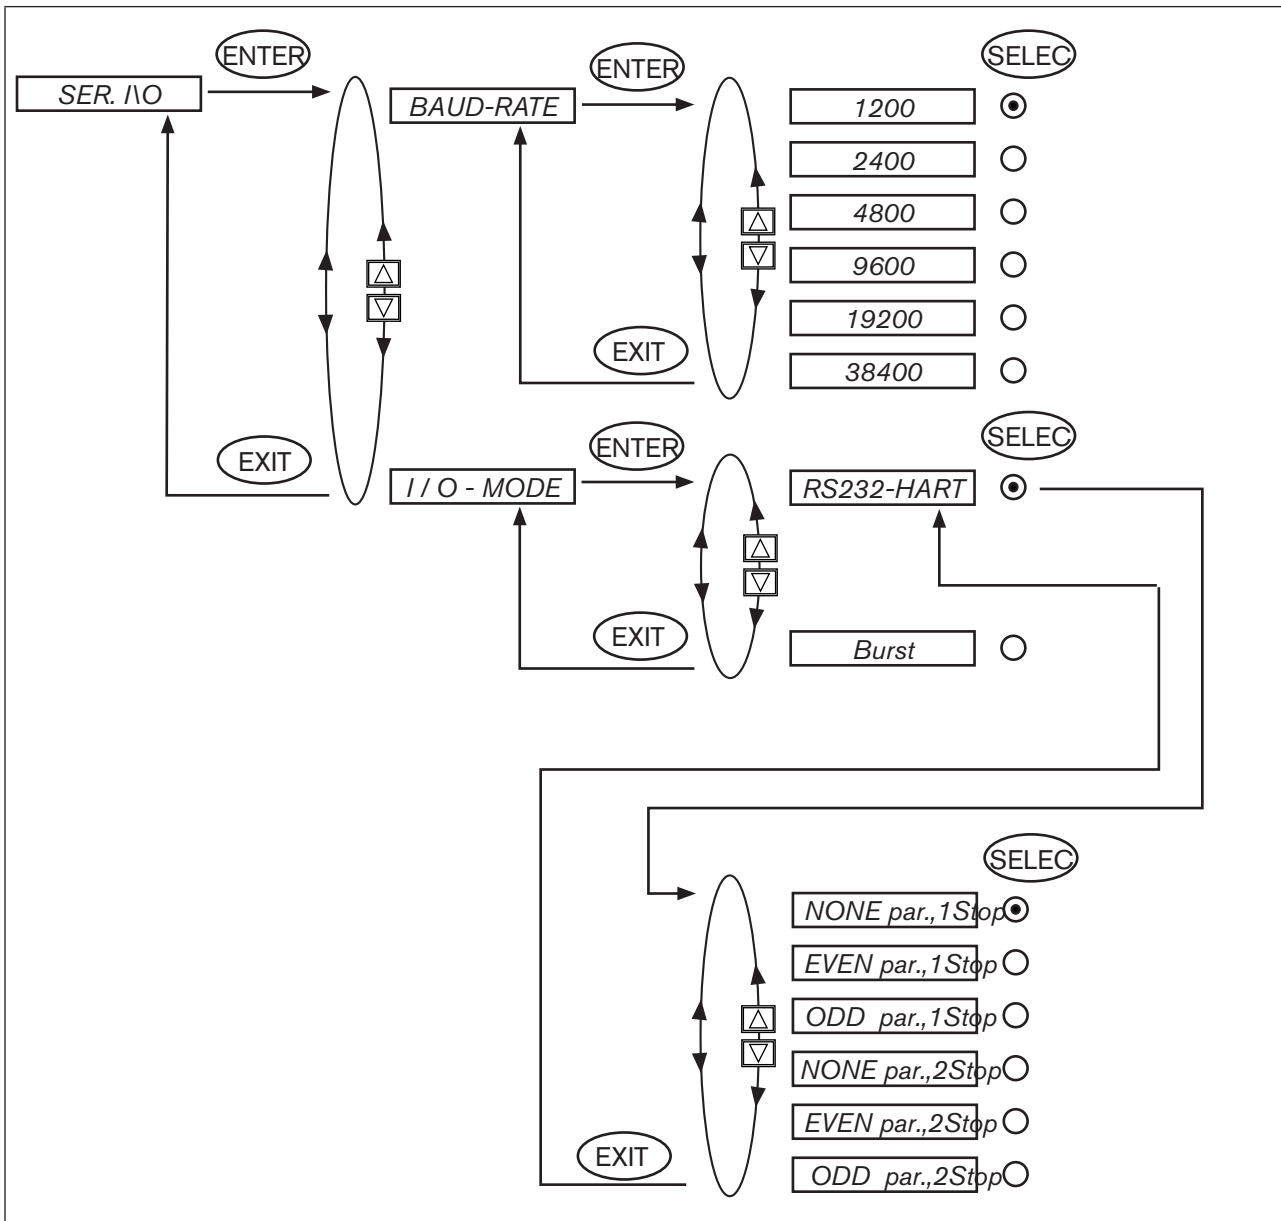 ENTER
SER. I\O
ENTER
BAUD-RATE
SELEC
1200
2400
4800
9600
19200
38400
EXIT
EXIT
ENTER
I / O - MODE
SELEC
RS232-HART
Burst
EXIT
SELEC
NONE par.,1Stop
EVEN par.,1Stop
ODD par.,1Stop
NONE par.,2Stop
EVEN par.,2Stop
ODD par.,2Stop
EXIT